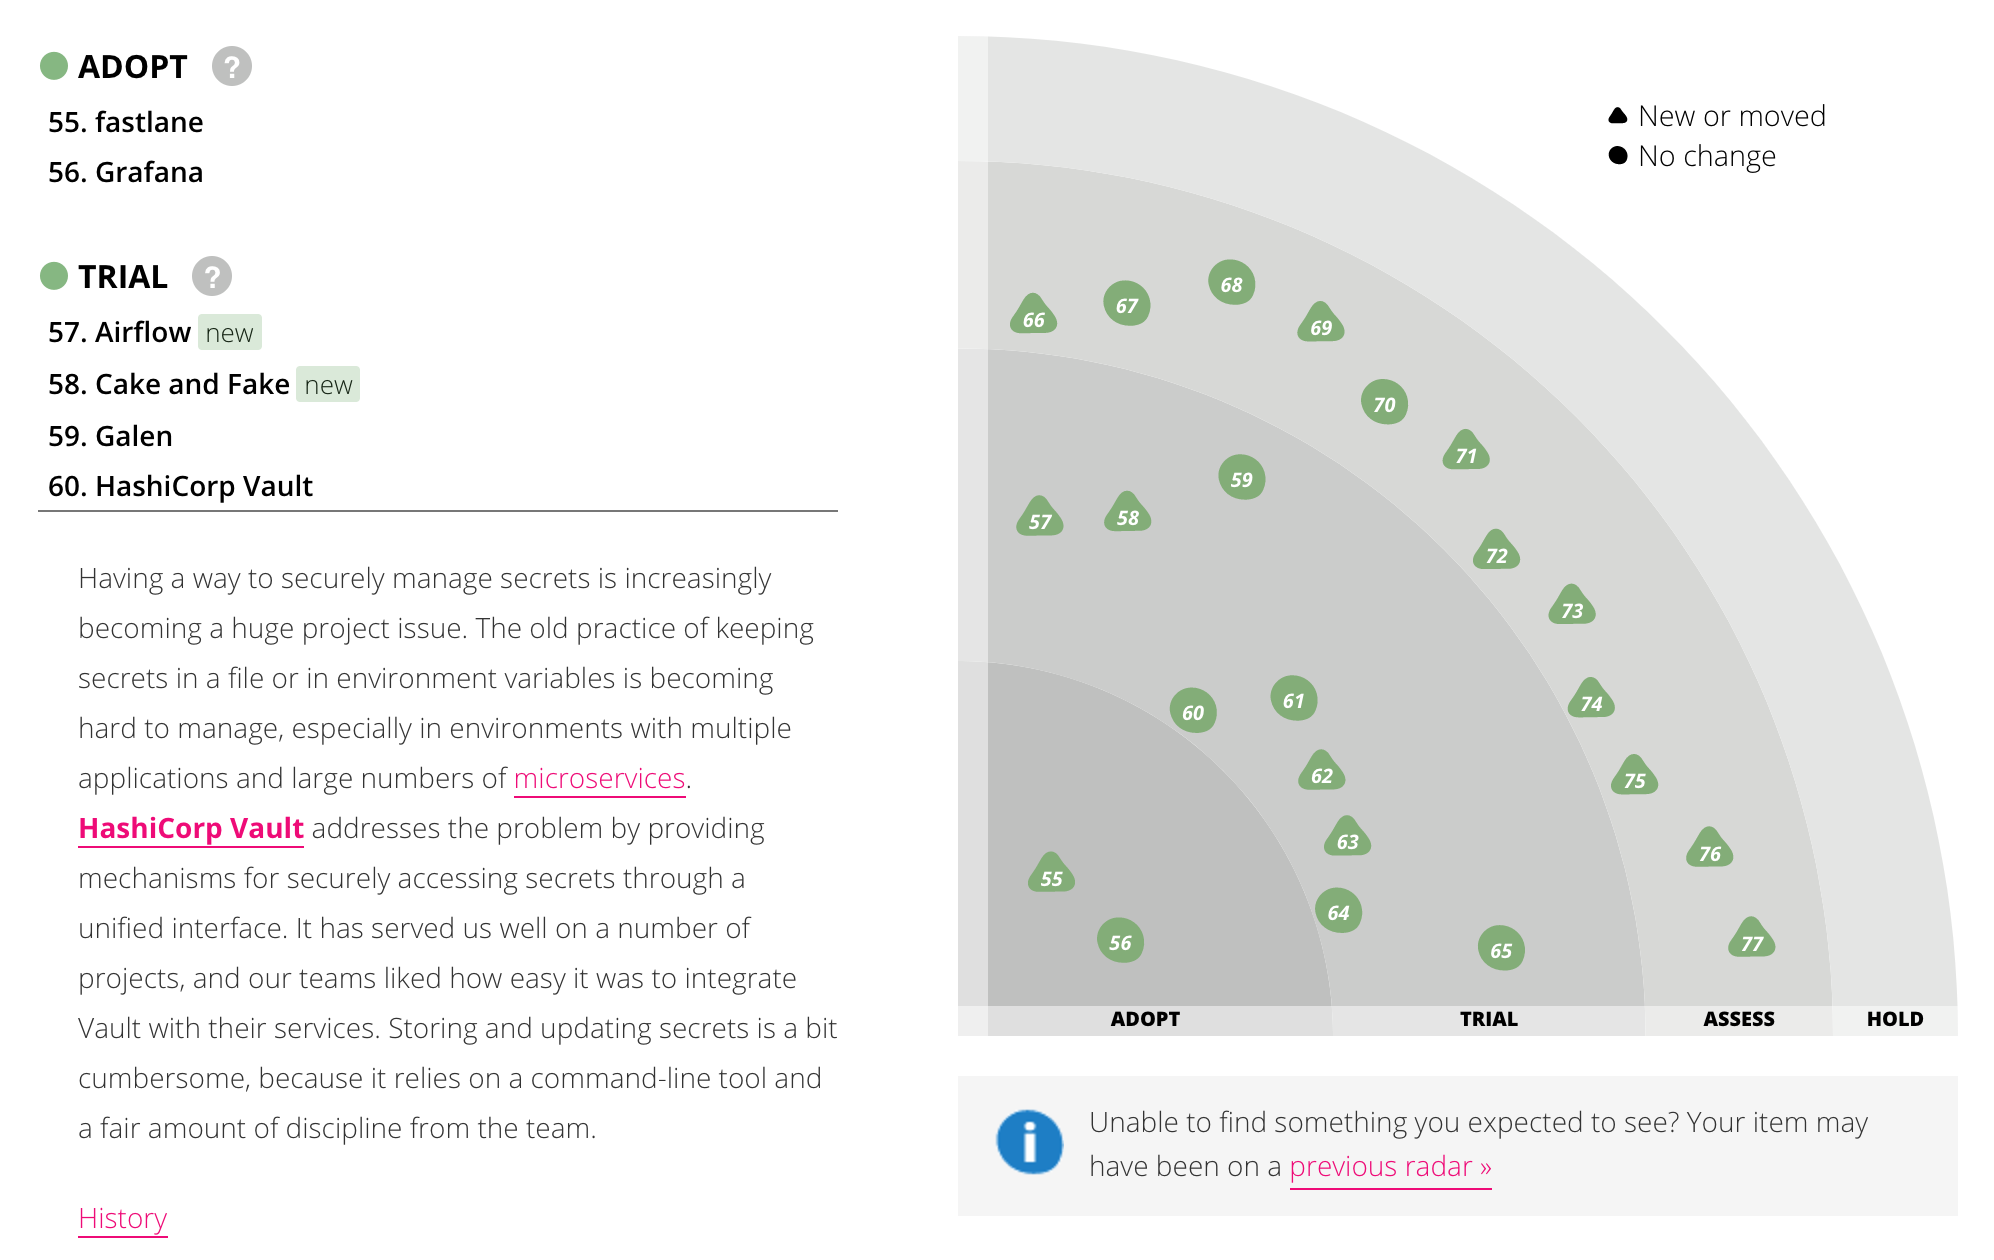 ADOPT ?
55. fastlane
56. Grafana
TRIAL ?
57. Airflow new
58. Cake and Fake new
59. Galen
60. HashiCorp Vault
Having a way to securely manage secrets is increasingly
becoming a huge project issue. The old practice of keeping
secrets in a file or in environment variables is becoming
hard to manage, especially in environments with multiple
applications and large numbers of microservices.
HashiCorp Vault addresses the problem by providing
mechanisms for securely accessing secrets through a
unified interface. It has served us well on a number of
projects, and our teams liked how easy it was to integrate
Vault with their services. Storing and updating secrets is a bit
cumbersome, because it relies on a command-line tool and
a fair amount of discipline from the team.
History
New or moved
No change
68
66
67
69
70
71
59
57
58
72
73
61
60
74
62
75
63
76
55
64
56
65
77
ADOPT TRIAL ASSESS HOLD
i
Unable to find something you expected to see? Your item may
have been on a previous radar »